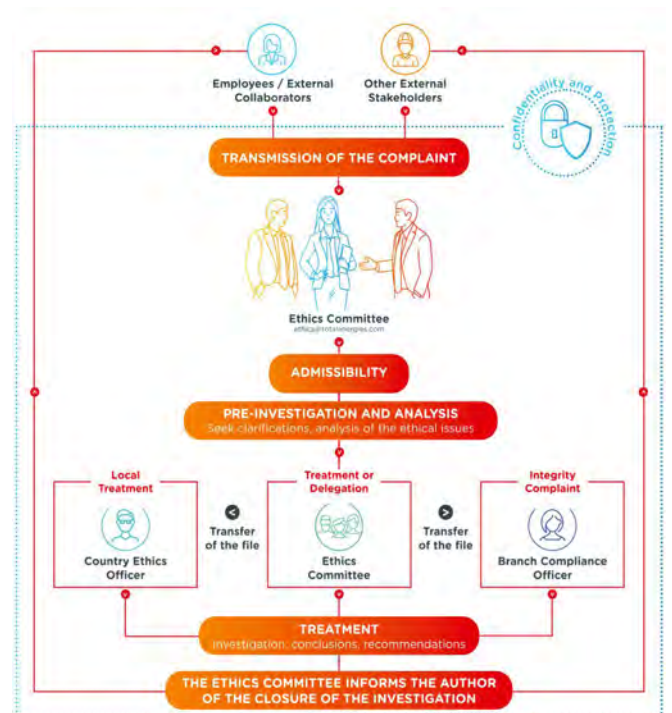 Employees / External
Collaborators
Other External
Stakeholders
Confidentiality and Protection
TRANSMISSION OF THE COMPLAINT
Ethics Committee
ethics@totalenergies.com
ADMISSIBILITY
PRE-INVESTIGATION AND ANALYSIS
Seek clarifications, analysis of the ethical issues
Local
Treatment
Country Ethics
Officer
Transfer
of the file
Treatment or
Delegation
Ethics
Committee
Transfer
of the file
Integrity
Complaint
Branch Compliance
Officer
TREATMENT
Investigation, conclusions, recommendations
THE ETHICS COMMITTEE INFORMS THE AUTHOR
OF THE CLOSURE OF THE INVESTIGATION